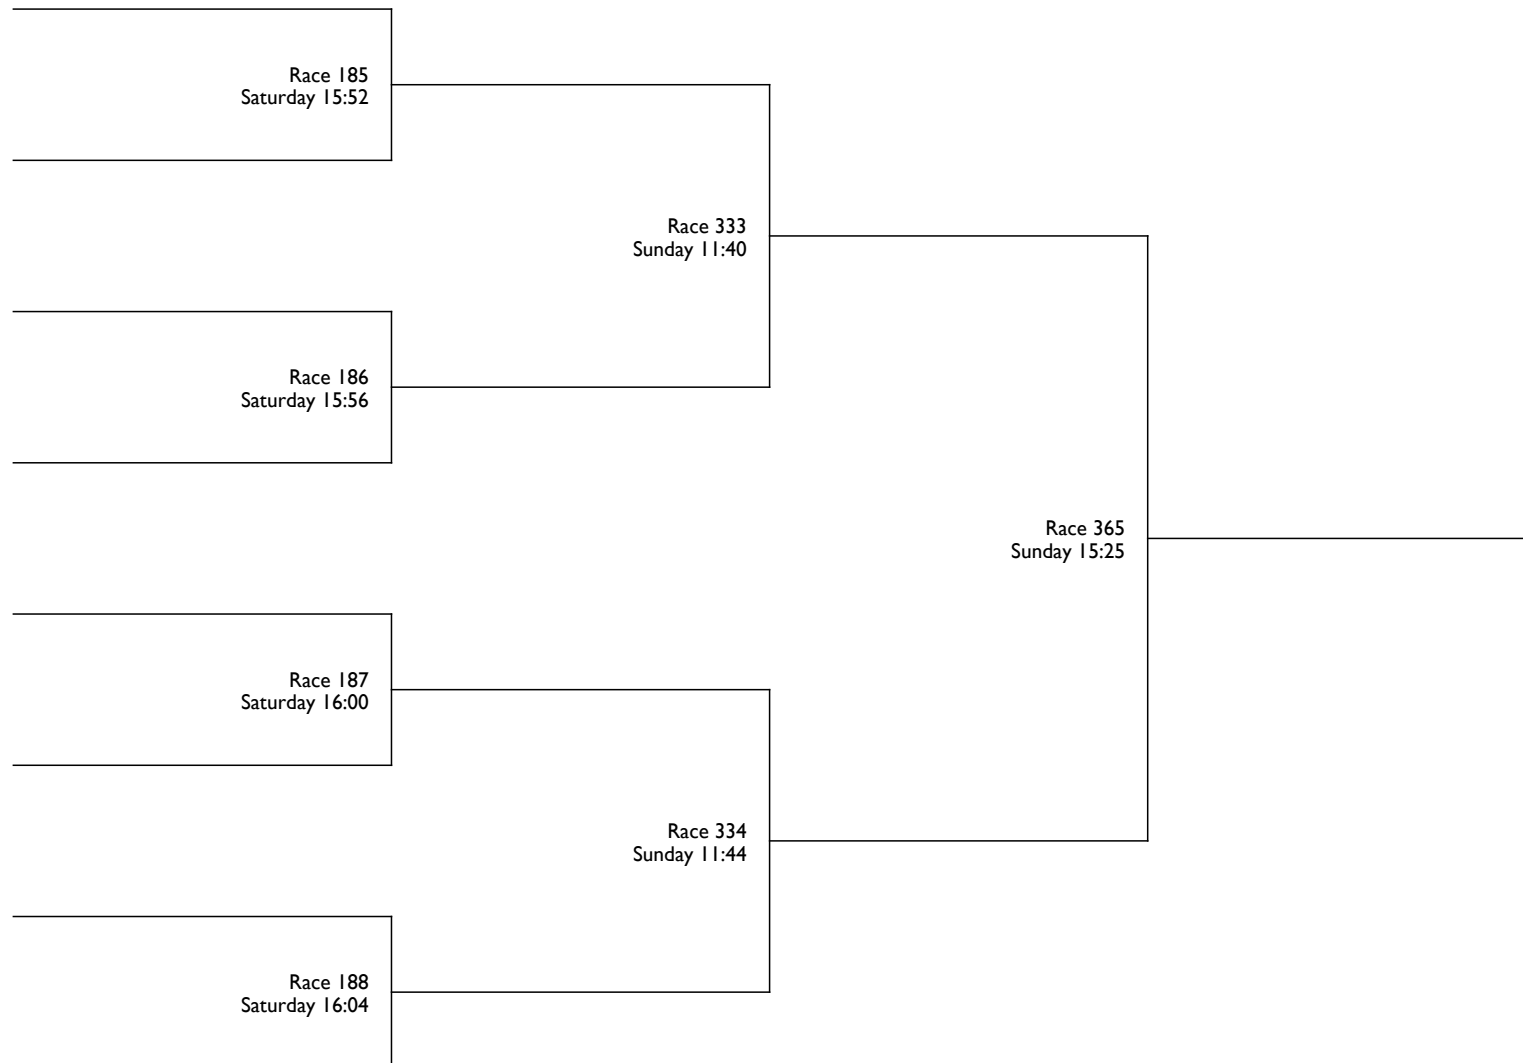 Race 185
Saturday 15:52
Race 333
Sunday 11:40
Race 186
Saturday 15:56
Race 365
Sunday 15:25
Race 187
Saturday 16:00
Race 334
Sunday 11:44
Race 188
Saturday 16:04